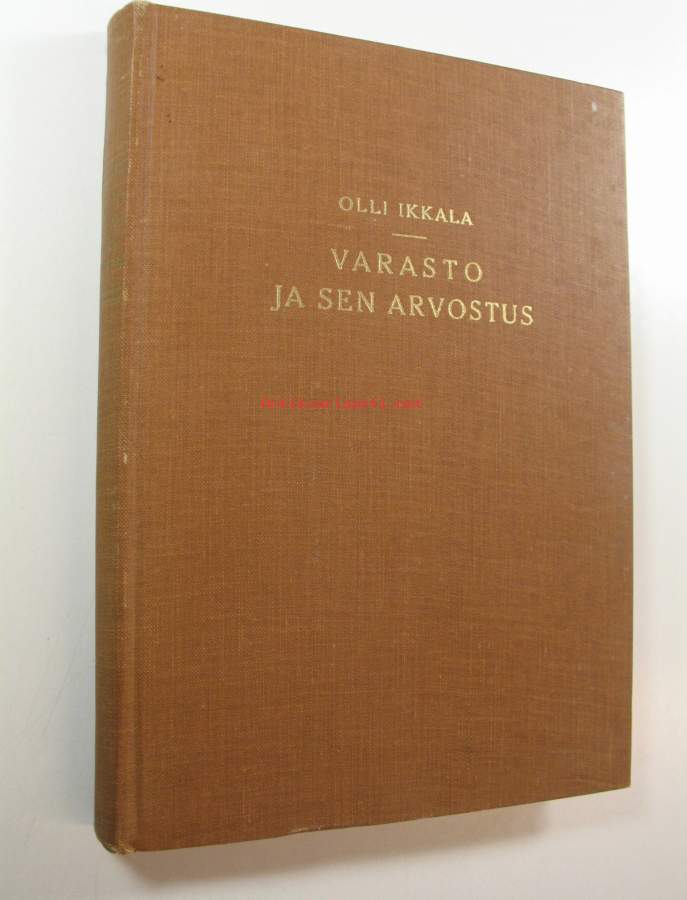 OLLI IKKALA
VARASTO
JA SEN ARVOSTUS